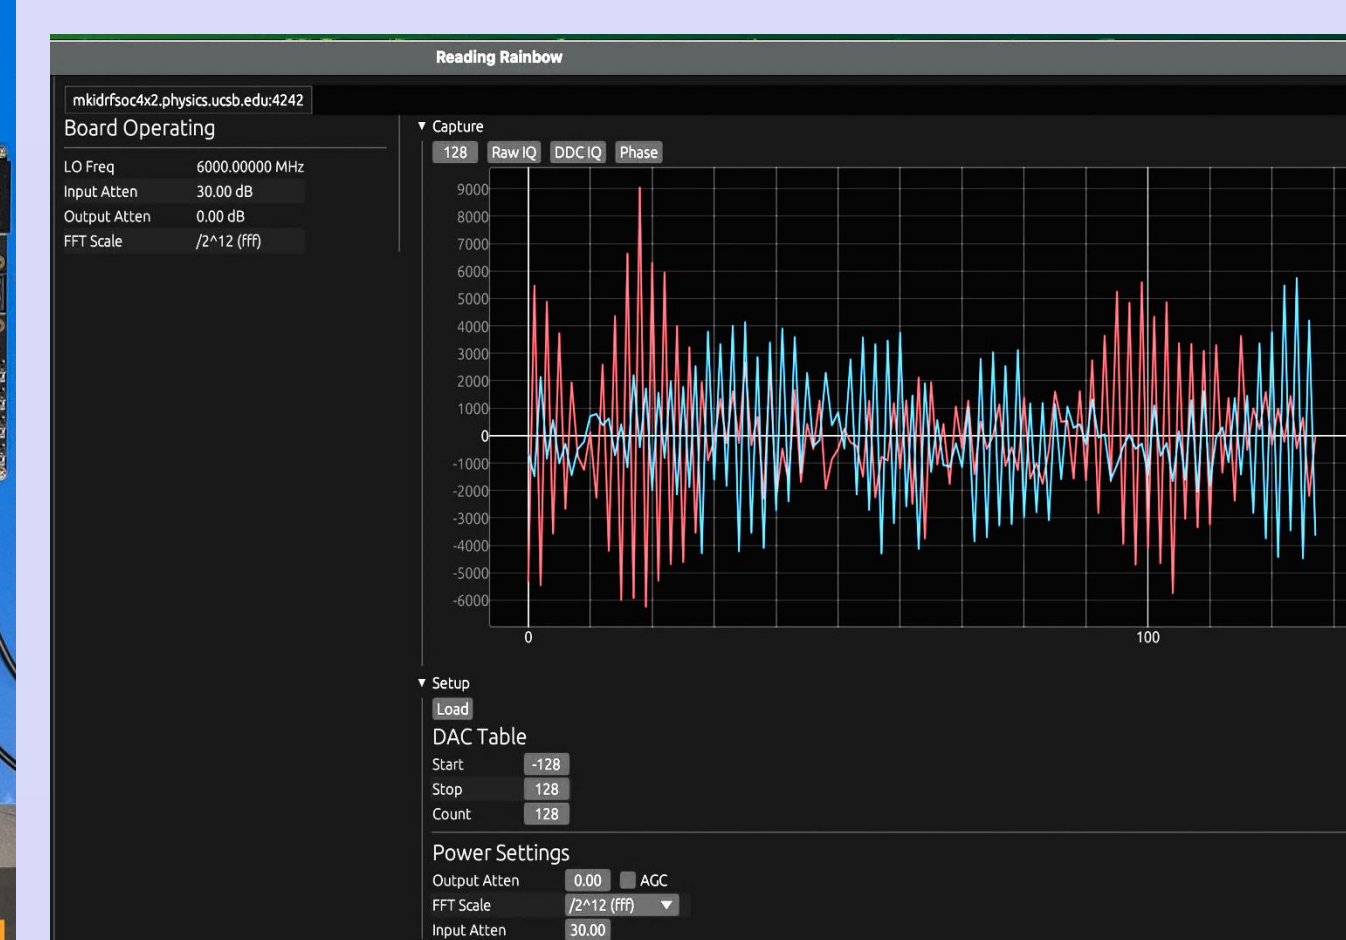 Reading Rainbow
mkidrfsoc4x2.physics.ucsb.edu:4242
Board Operating
LO Freq 6000.00000 MHz
Input Atten 30.00 dB
Output Atten 0.00 dB
FFT Scale /2^12 (fff)
▼ Capture
128 Raw IQ DDC IQ Phase
9000
8000
7000
6000
5000
4000
3000
2000
1000
0
-1000
-2000
-3000
-4000
-5000
-6000
0 100
▼ Setup
Load
DAC Table
Start -128
Stop 128
Count 128
Power Settings
Output Atten 0.00 AGC
FFT Scale /2^12 (fff) ▼
Input Atten 30.00